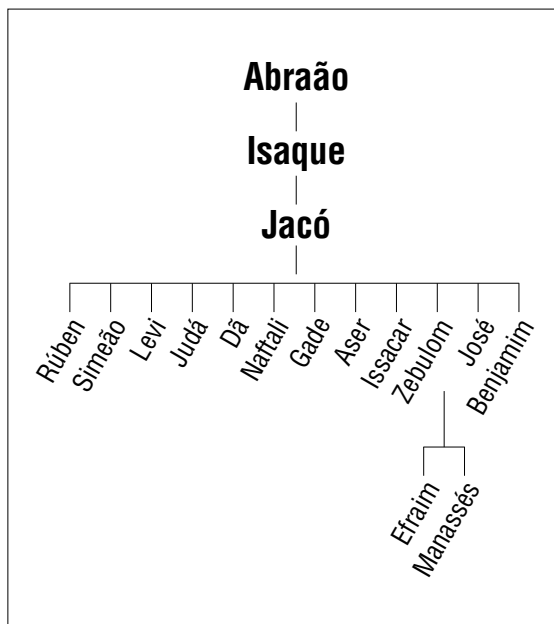 Abraão
Isaque
Jacó
Rúben
Simeão
Levi
Judá
Dã
Naftali
Gade
Aser
Issacar
Zebulom
José
Benjamim
Efraim
Manassés